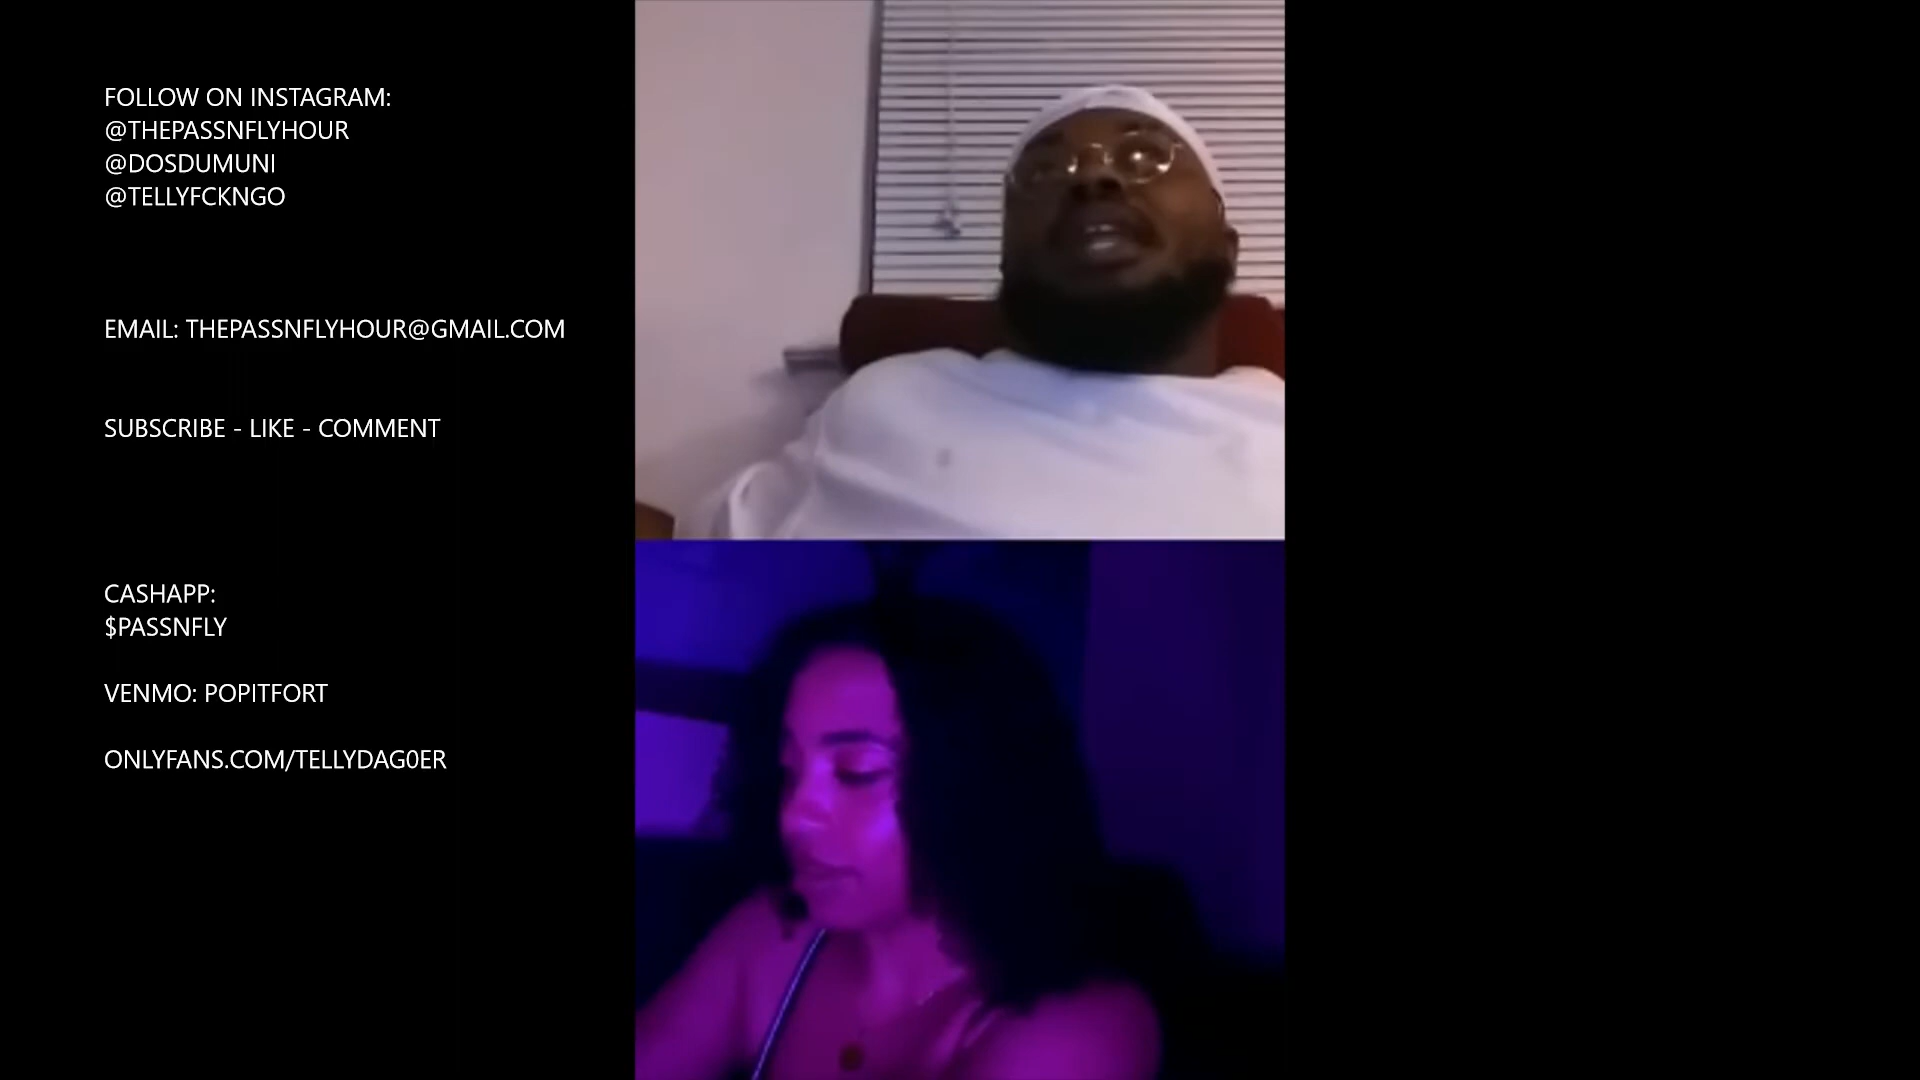 FOLLOW ON INSTAGRAM:
@THEPASSNFLYHOUR
@DOSDUMUNI
@TELLYFCKNGO
EMAIL: THEPASSNFLYHOUR@GMAIL.COM
SUBSCRIBE - LIKE - COMMENT
CASHAPP:
$PASSNFLY
VENMO: POPITFORT
ONLYFANS.COM/TELLYDAG0ER